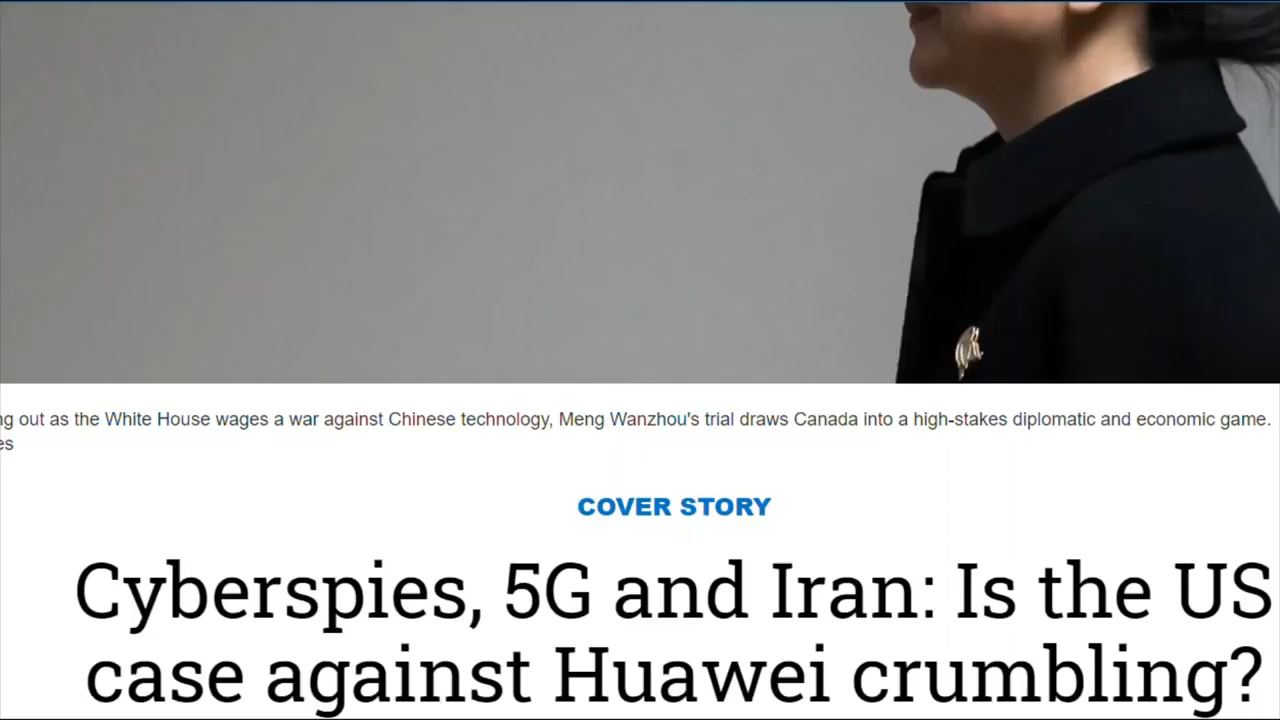 out as the White House wages a war against Chinese technology, Meng Wanzhou's trial draws Canada into a high-stakes diplomatic and economic game.
COVER STORY
Cyberspies, 5G and Iran: Is the US
case against Huawei crumbling?